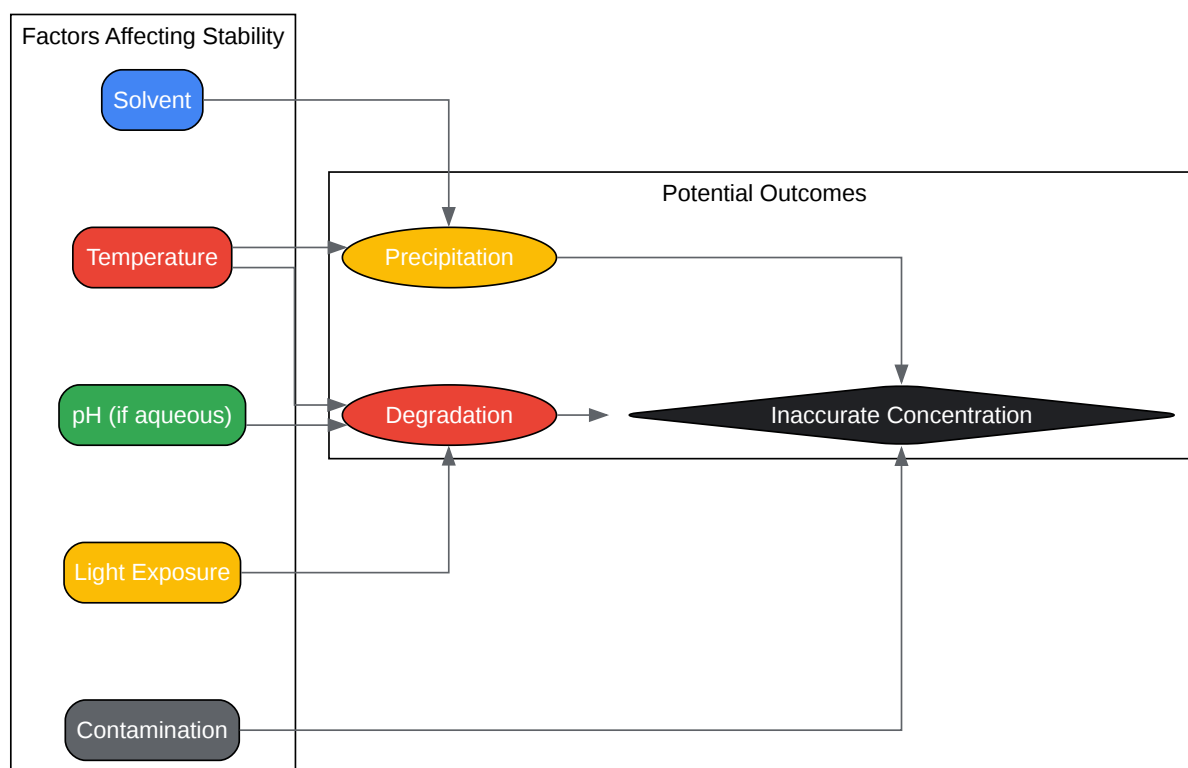 Factors Affecting Stability
Solvent
Potential Outcomes
Temperature
Precipitation
pH (if aqueous)
Degradation
Inaccurate Concentration
Light Exposure
Contamination